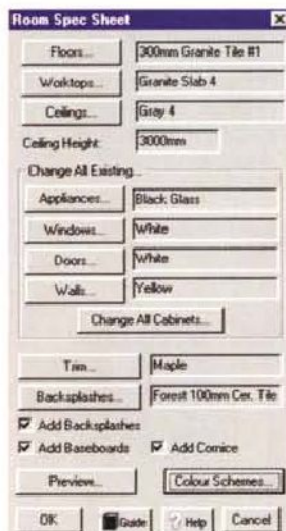 Room Spec Sheet
Floors... 300mm Granite Tile #1
Worktops... Granite Slab 4
Ceilings... Gray 4
Ceiling Height: 3000mm
Change All Existing...
Appliances... Black Glass
Windows... White
Doors... White
Walls... Yellow
Change All Cabinets...
Trim... Maple
Backsplashes... Forest 100mm Cer. Tile
Add Backsplashes
Add Baseboards Add Cornice
Preview... Colour Schemes...
OK Guide Help Cancel